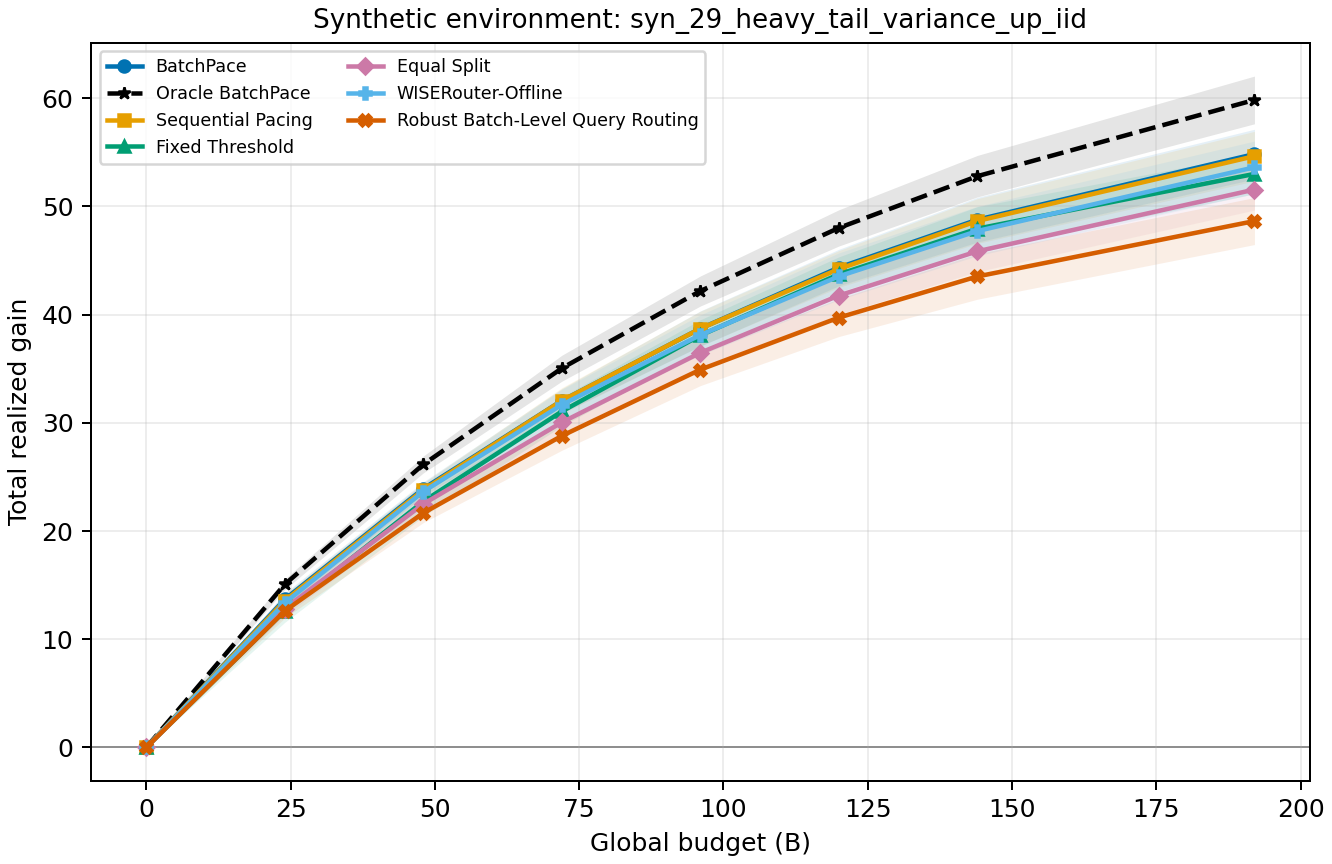 Synthetic environment: syn_29_heavy_tail_variance_up_iid
BatchPace
Oracle BatchPace
Sequential Pacing
Fixed Threshold
Equal Split
WISERouter-Offline
Robust Batch-Level Query Routing
Total realized gain
60
50
40
30
20
10
0
0 25 50 75 100 125 150 175 200
Global budget (B)